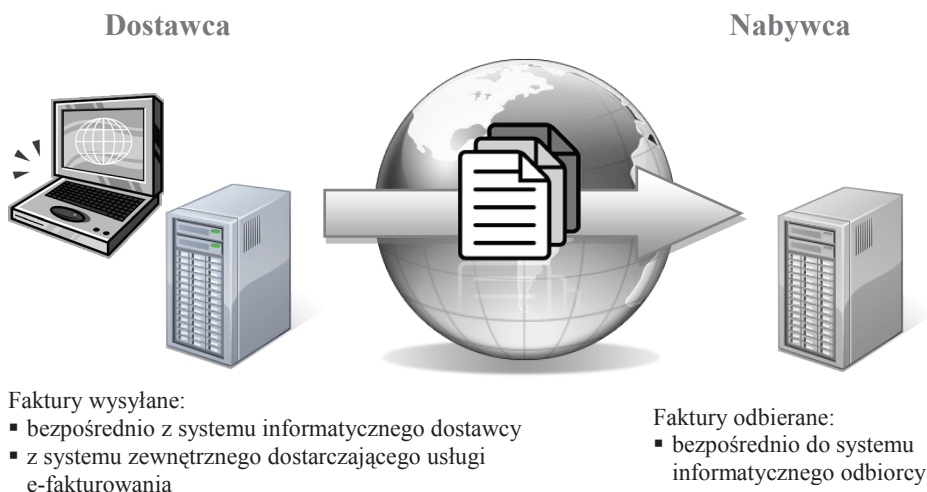 Dostawca
Nabywca
Faktury wysyłane:
▪ bezpośrednio z systemu informatycznego dostawcy
▪ z systemu zewnętrznego dostarczającego usługi
e-fakturowania
Faktury odbierane:
▪ bezpośrednio do systemu
informatycznego odbiorcy